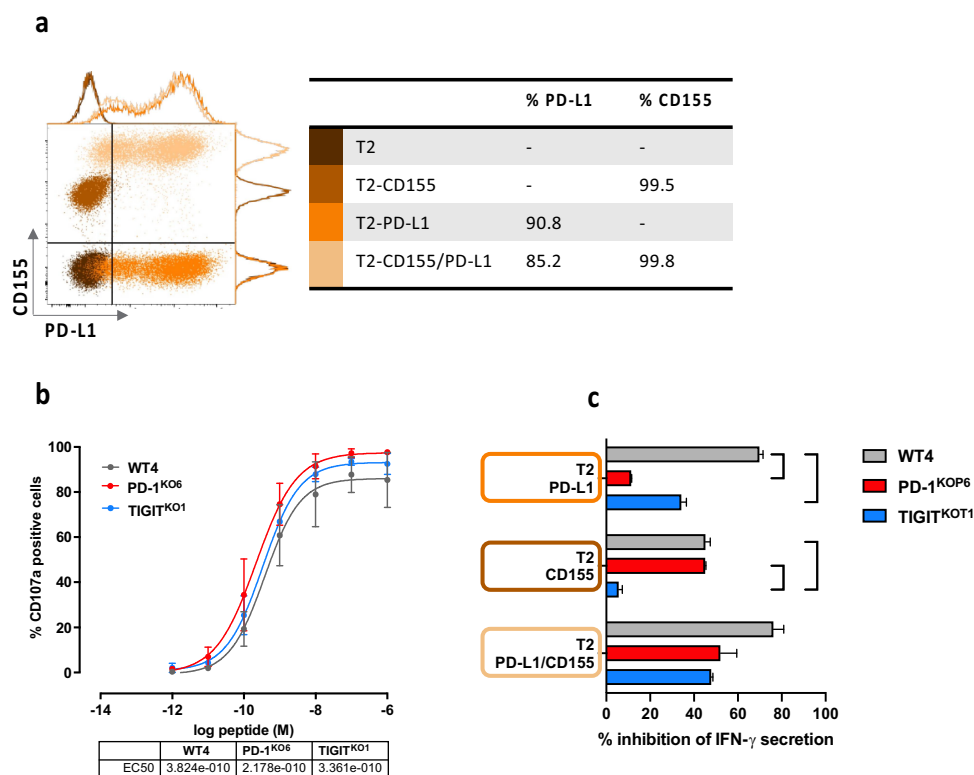 a
CD155
PD-L1
% PD-L1 % CD155
T2 - -
T2-CD155 - 99.5
T2-PD-L1 90.8 -
T2-CD155/PD-L1 85.2 99.8
b
% CD107a positive cells
100
80
60
40
20
0
WT4
PD-1KO6
TIGITKO1
-14 -12 -10 -8 -6
log peptide (M)
WT4 PD-1KO6 TIGITKO1
EC50 3.824e-010 2.178e-010 3.361e-010
c
T2
PD-L1
T2
CD155
T2
PD-L1/CD155
0 20 40 60 80 100
% inhibition of IFN-γ secretion
WT4
PD-1KOP6
TIGITKOT1